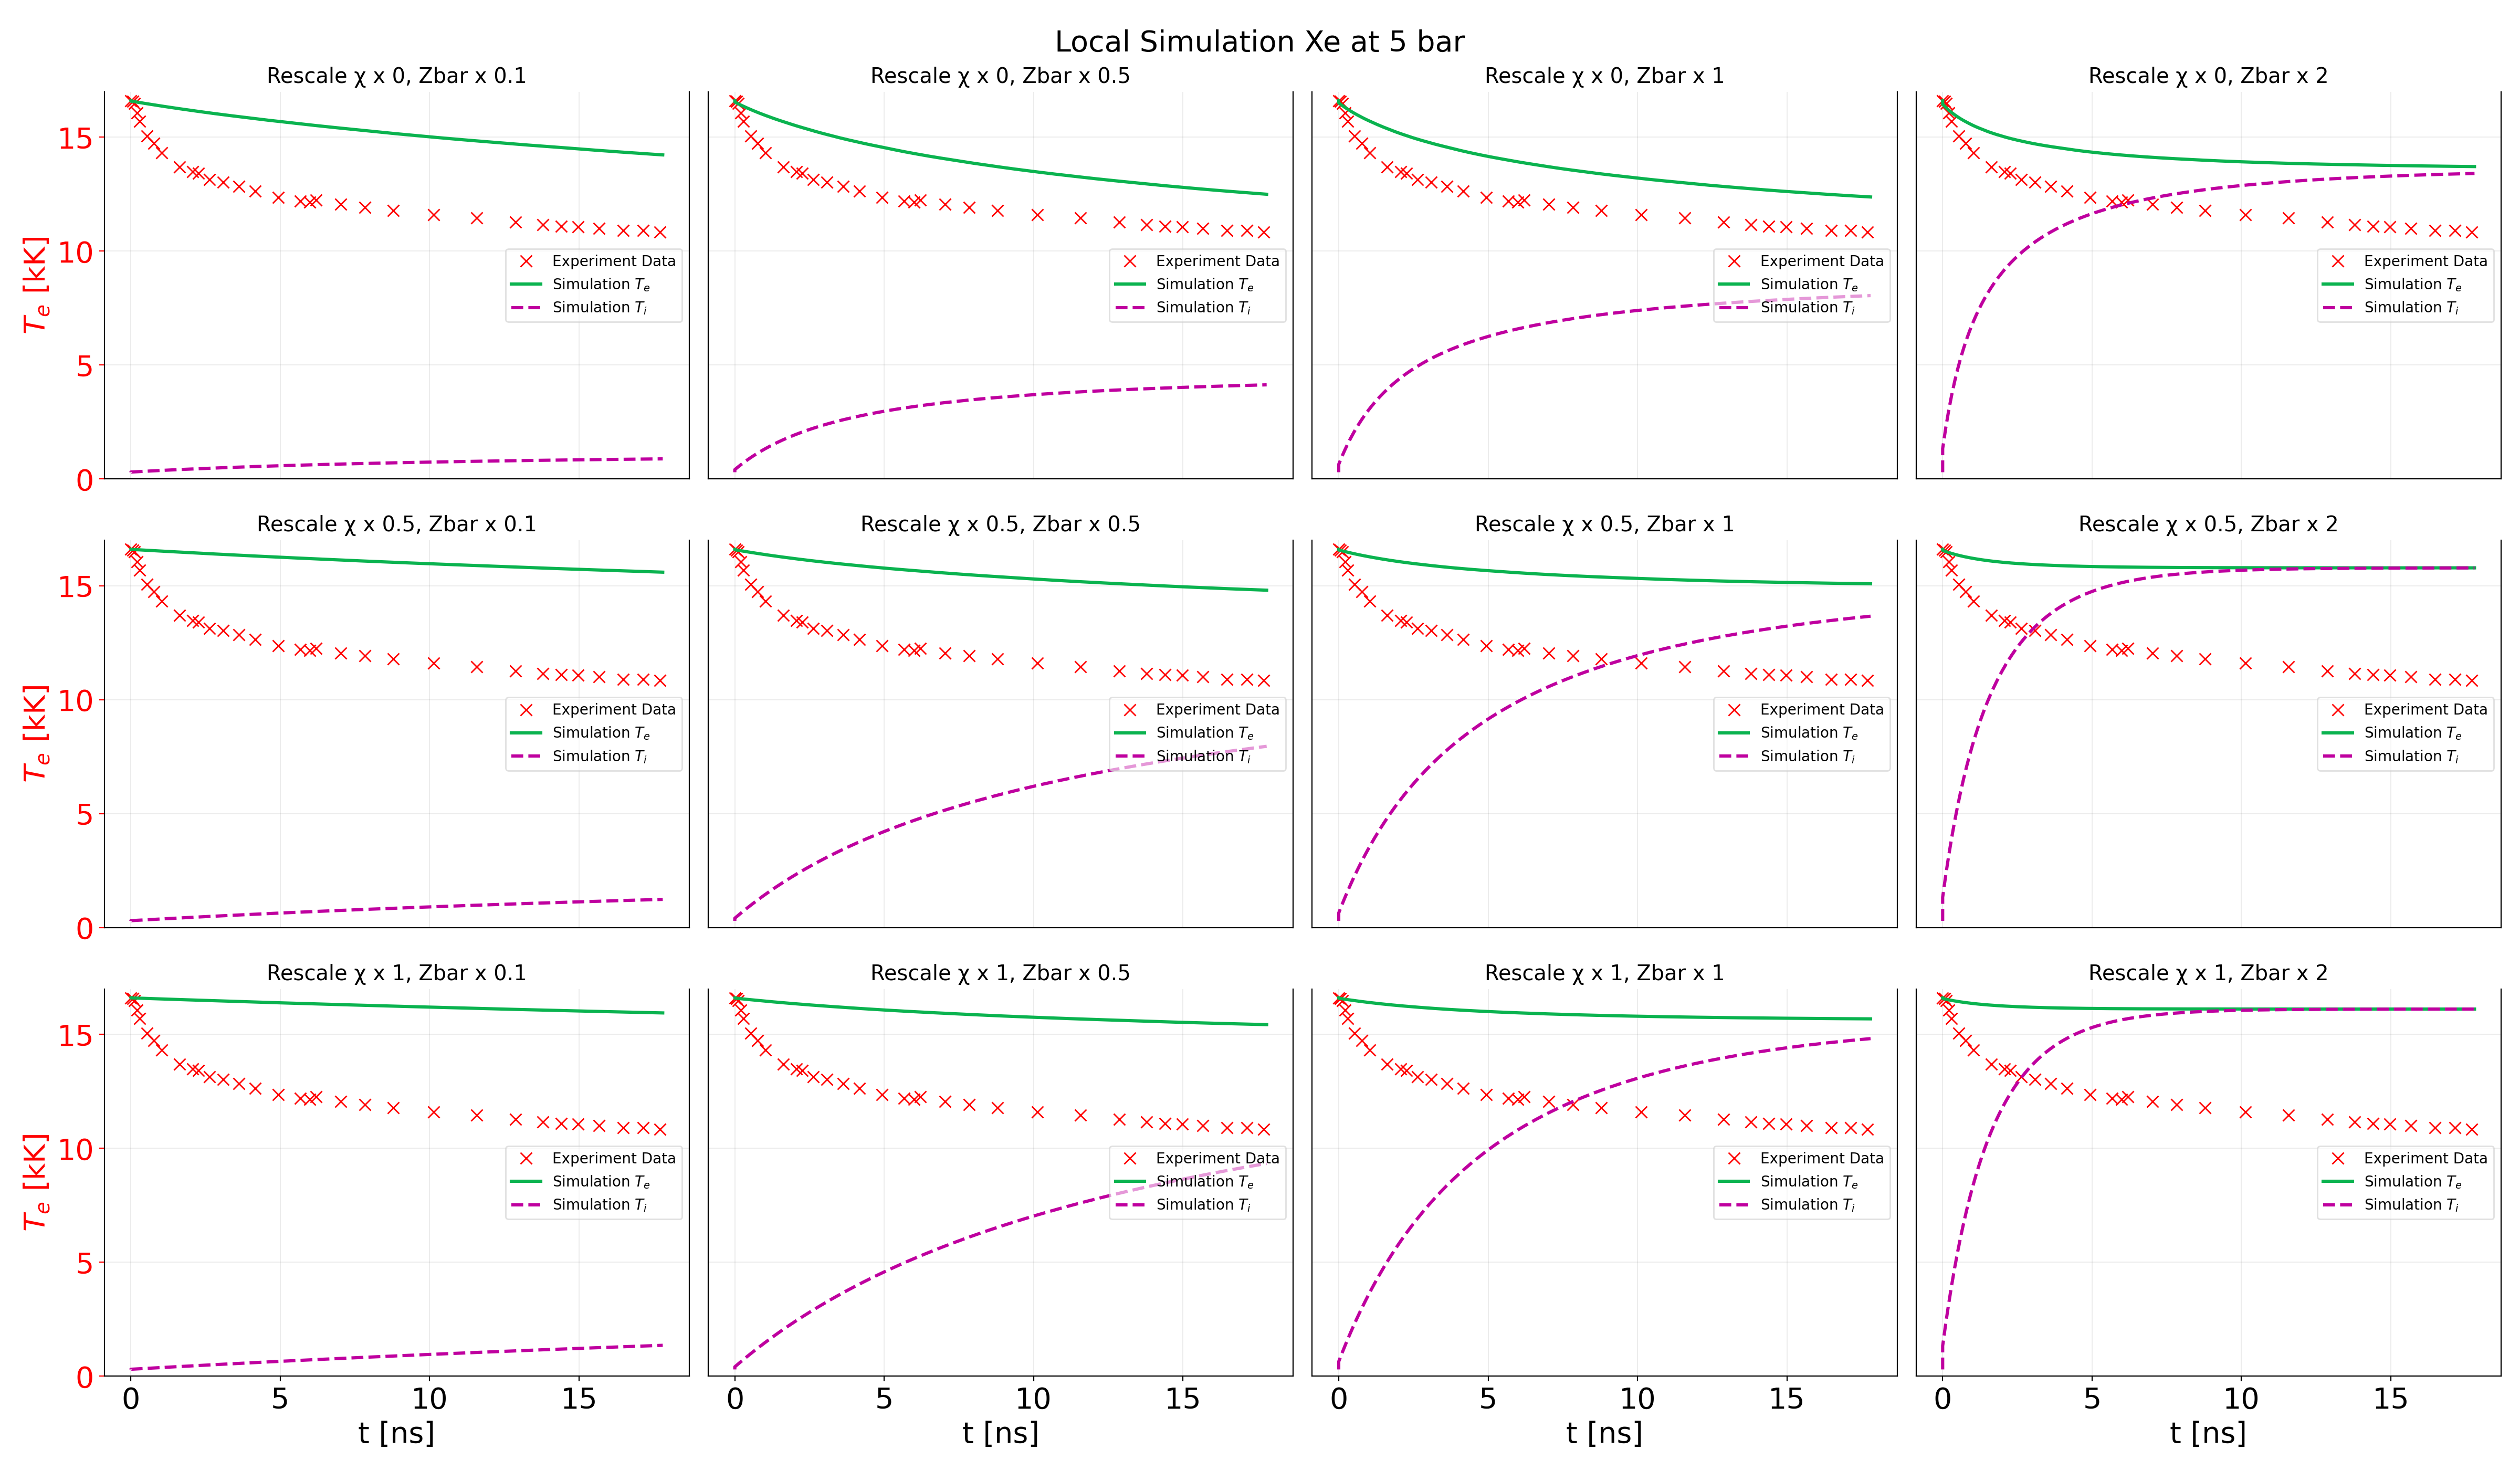 Local Simulation Xe at 5 bar
Rescale χ x 0, Zbar x 0.1
Rescale χ x 0, Zbar x 0.5
Rescale χ x 0, Zbar x 1
Rescale χ x 0, Zbar x 2
T_e [kK]
15
10
5
0
Experiment Data
Simulation T_e
Simulation T_i
Experiment Data
Simulation T_e
Simulation T_i
Experiment Data
Simulation T_e
Simulation T_i
Experiment Data
Simulation T_e
Simulation T_i
Rescale χ x 0.5, Zbar x 0.1
Rescale χ x 0.5, Zbar x 0.5
Rescale χ x 0.5, Zbar x 1
Rescale χ x 0.5, Zbar x 2
T_e [kK]
15
10
5
0
Experiment Data
Simulation T_e
Simulation T_i
Experiment Data
Simulation T_e
Simulation T_i
Experiment Data
Simulation T_e
Simulation T_i
Experiment Data
Simulation T_e
Simulation T_i
Rescale χ x 1, Zbar x 0.1
Rescale χ x 1, Zbar x 0.5
Rescale χ x 1, Zbar x 1
Rescale χ x 1, Zbar x 2
T_e [kK]
15
10
5
0
Experiment Data
Simulation T_e
Simulation T_i
Experiment Data
Simulation T_e
Simulation T_i
Experiment Data
Simulation T_e
Simulation T_i
Experiment Data
Simulation T_e
Simulation T_i
0 5 10 15
0 5 10 15
0 5 10 15
0 5 10 15
t [ns]
t [ns]
t [ns]
t [ns]